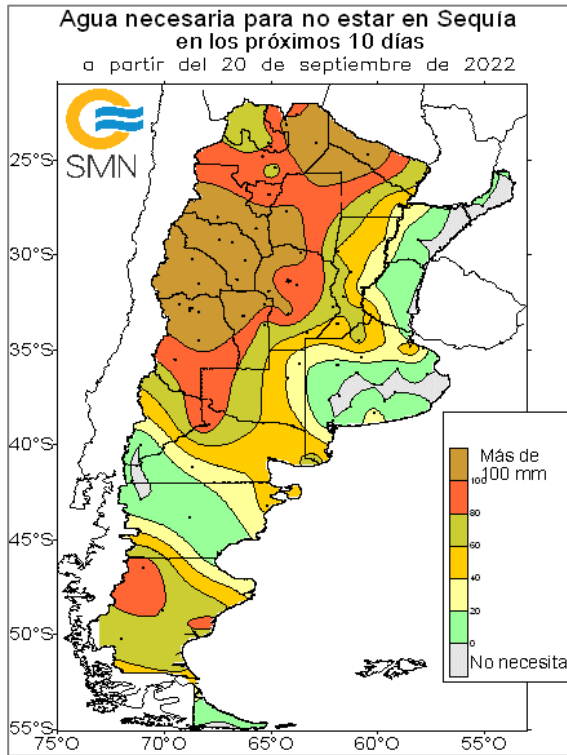 Agua necesaria para no estar en Sequía
en los próximos 10 días
a partir del 20 de septiembre de 2022
SMN
25°S
30°S
35°S
40°S
45°S
50°S
55°S
75°O
70°O
65°O
60°O
55°O
Más de
100 mm
100
80
60
40
20
0
No necesita